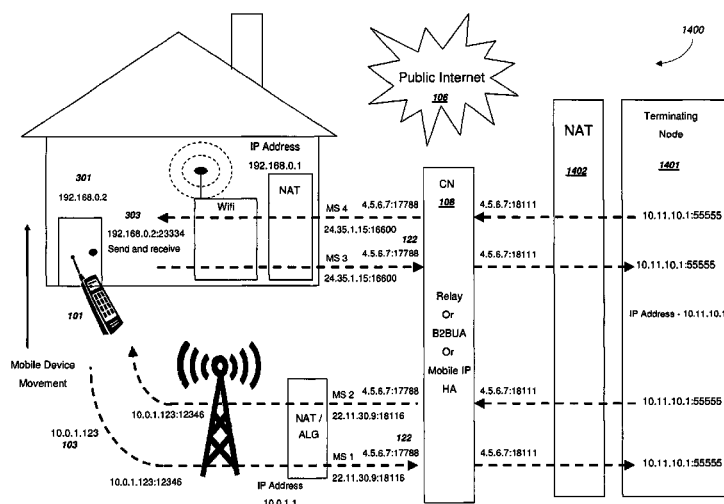 1400
Public Internet
106
NAT
1402
Terminating
Node
1401
IP Address
192.168.0.1
301
192.168.0.2
303
192.168.0.2:23334
Send and receive
Wifi
NAT
CN
108
MS 4
4.5.6.7:17788
4.5.6.7:18111
10.11.10.1:55555
24.35.1.15:16600
122
MS 3
4.5.6.7:17788
4.5.6.7:18111
10.11.10.1:55555
24.35.1.15:16600
Relay
Or
B2BUA
Or
Mobile IP
HA
IP Address - 10.11.10.1
101
Mobile Device
Movement
MS 2
4.5.6.7:17788
4.5.6.7:18111
10.11.10.1:55555
10.0.1.123:12346
NAT /
ALG
22.11.30.9:18116
10.0.1.123
103
122
MS 1
4.5.6.7:17788
4.5.6.7:18111
10.11.10.1:55555
10.0.1.123:12346
22.11.30.9:18116
IP Address
10.0.1.1